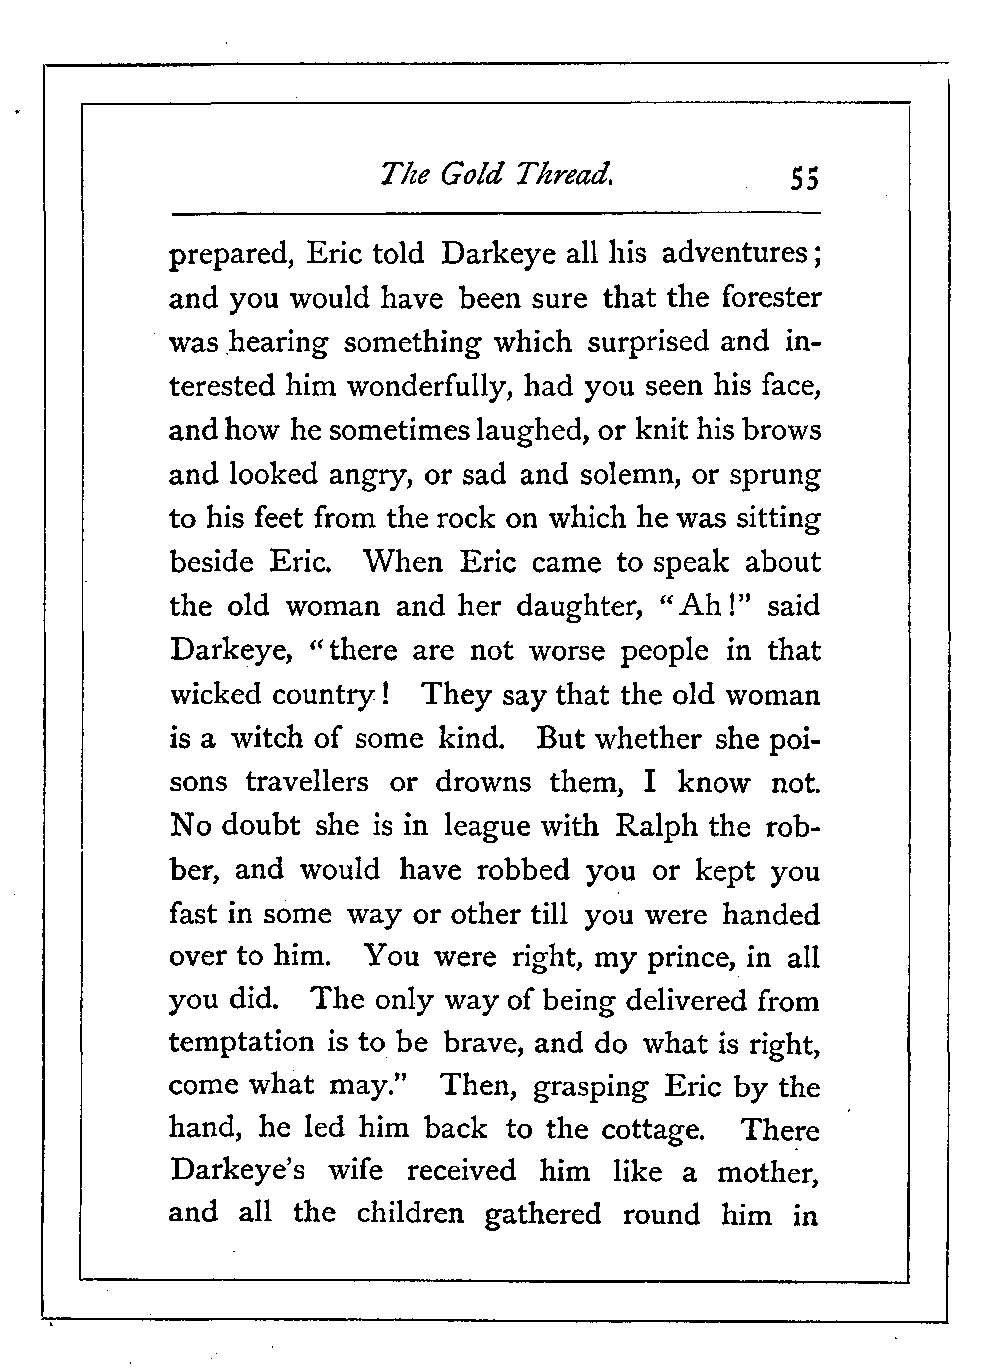 The Gold Thread. 55
prepared, Eric told Darkeye all his adventures;
and you would have been sure that the forester
was hearing something which surprised and in-
terested him wonderfully, had you seen his face,
and how he sometimes laughed, or knit his brows
and looked angry, or sad and solemn, or sprung
to his feet from the rock on which he was sitting
beside Eric. When Eric came to speak about
the old woman and her daughter, “Ah!” said
Darkeye, “there are not worse people in that
wicked country! They say that the old woman
is a witch of some kind. But whether she poi-
sons travellers or drowns them, I know not.
No doubt she is in league with Ralph the rob-
ber, and would have robbed you or kept you
fast in some way or other till you were handed
over to him. You were right, my prince, in all
you did. The only way of being delivered from
temptation is to be brave, and do what is right,
come what may.” Then, grasping Eric by the
hand, he led him back to the cottage. There
Darkeye’s wife received him like a mother,
and all the children gathered round him in